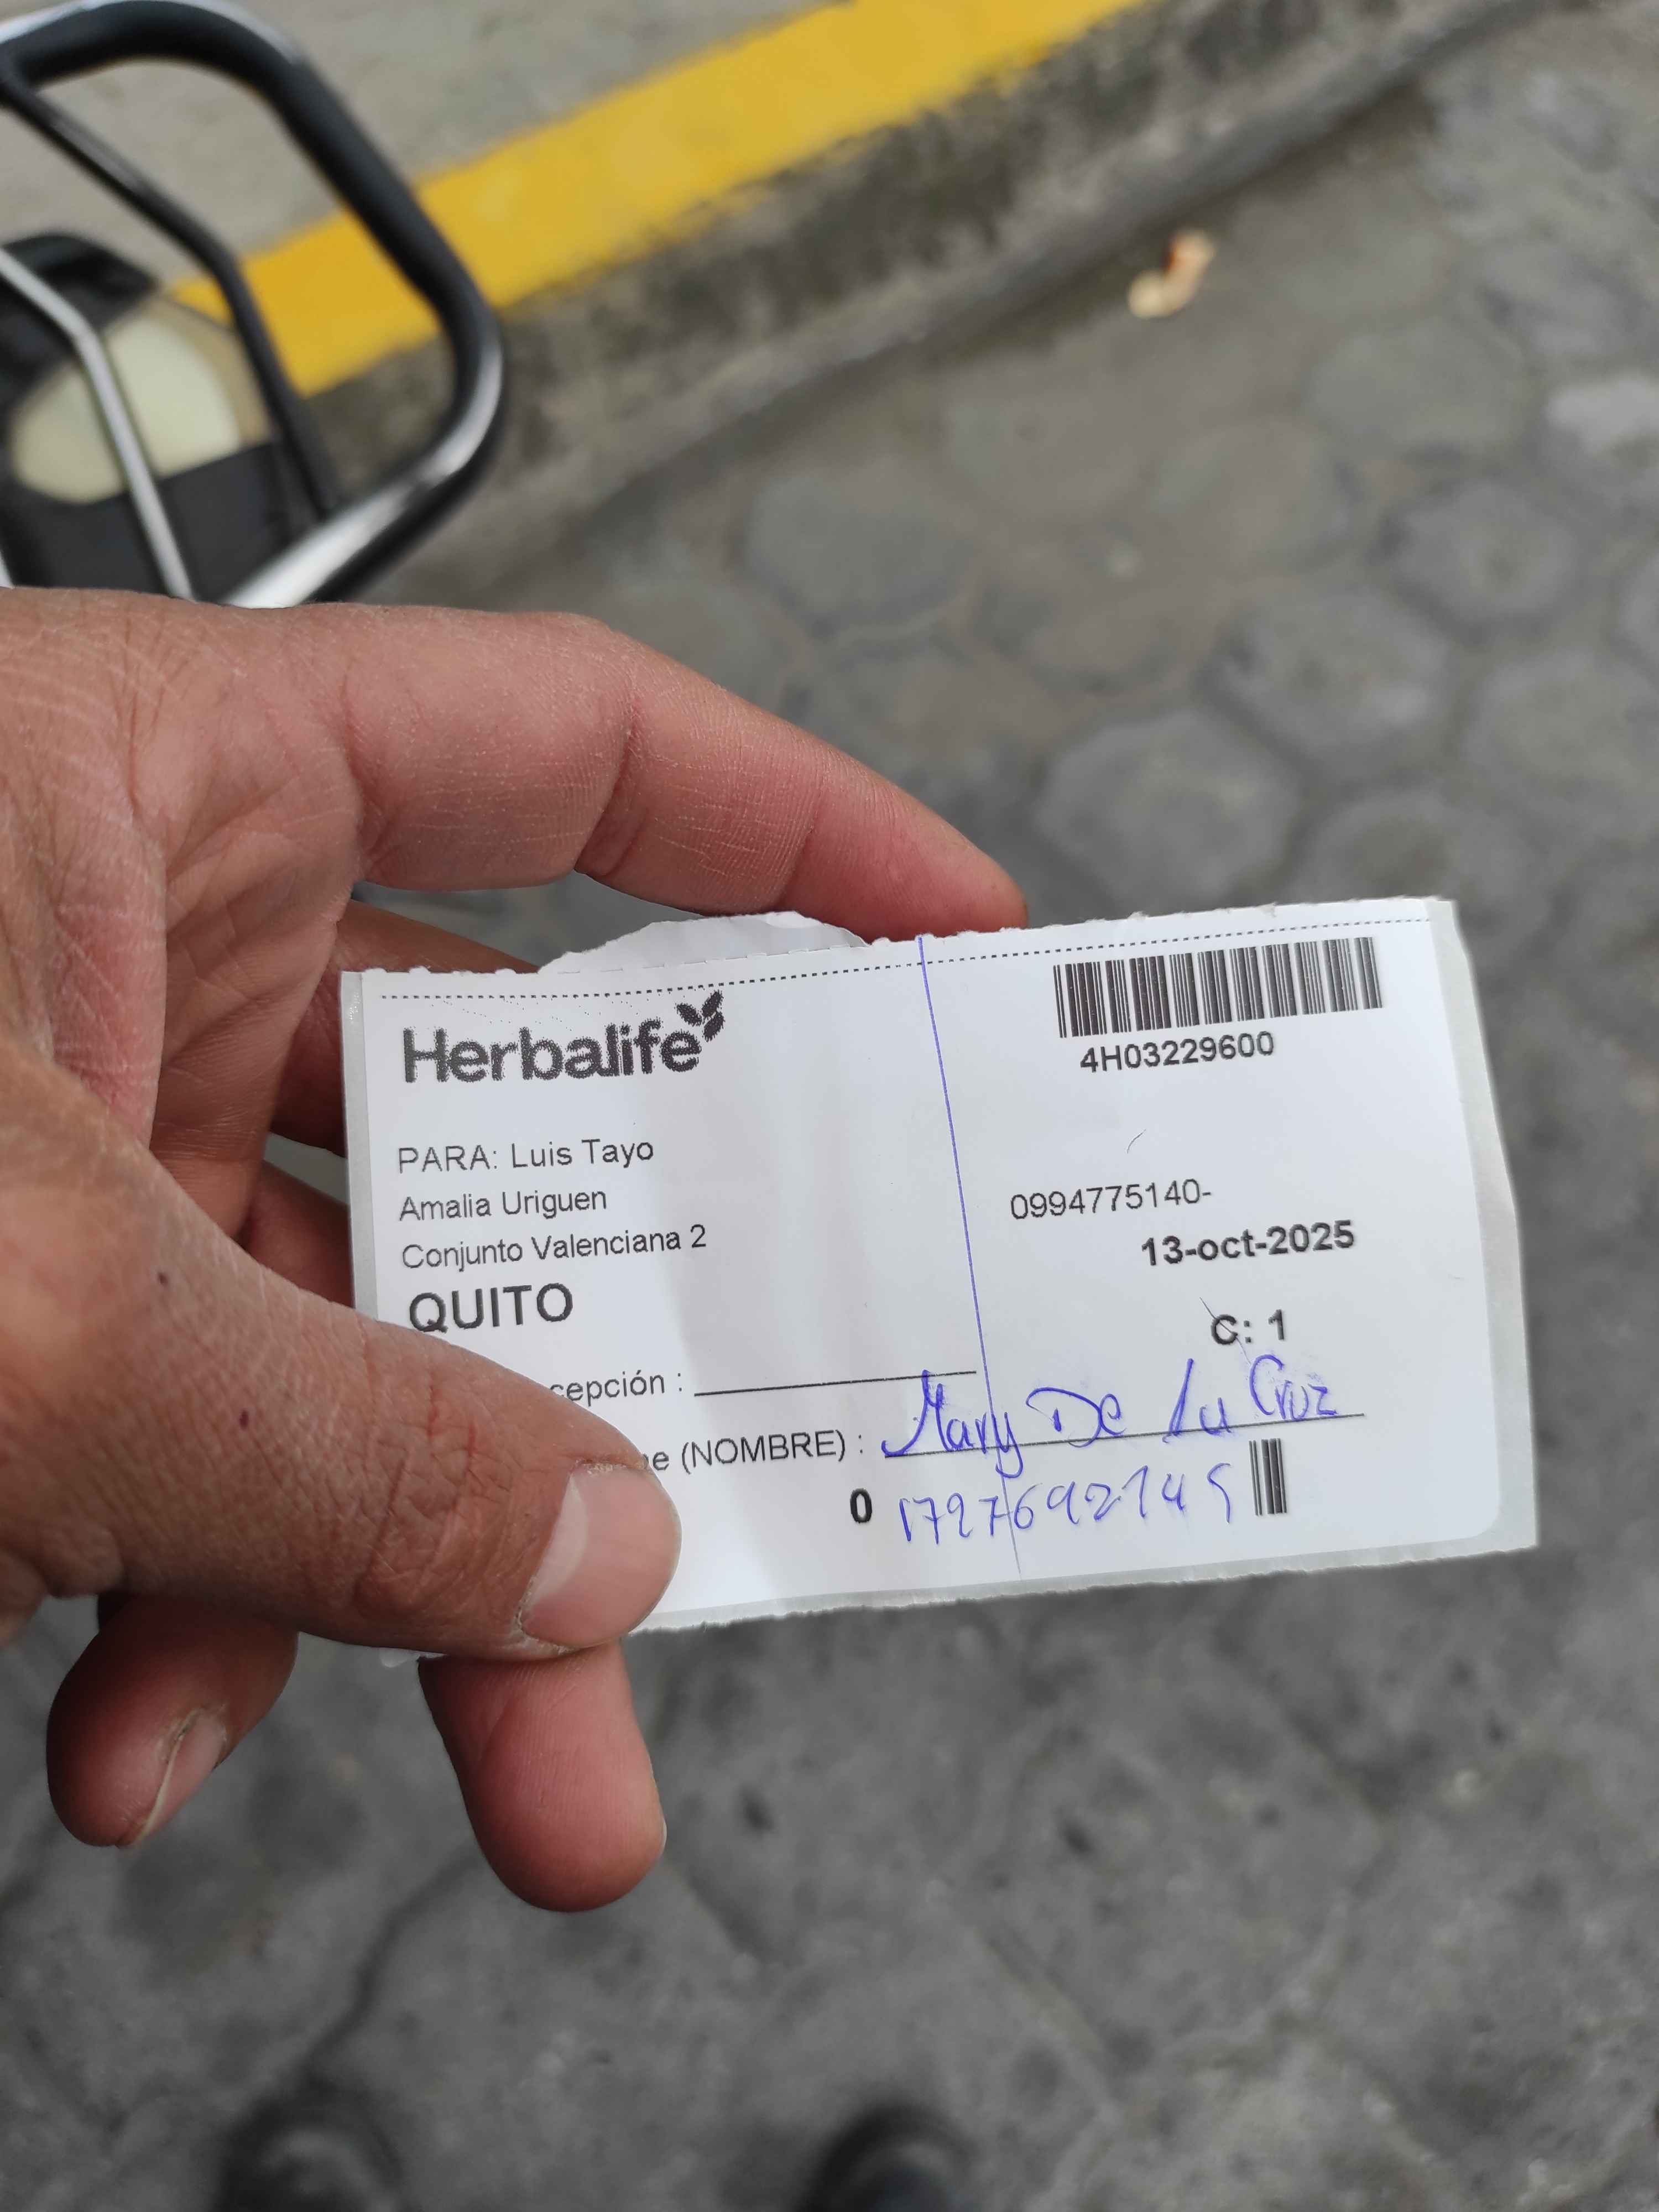 Herbalife
4H03229600
PARA: Luis Tayo
Amalia Uriguen
Conjunto Valenciana 2
QUITO
0994775140-
13-oct-2025
C: 1
cepción :
e (NOMBRE) : Mary De La Cruz
0